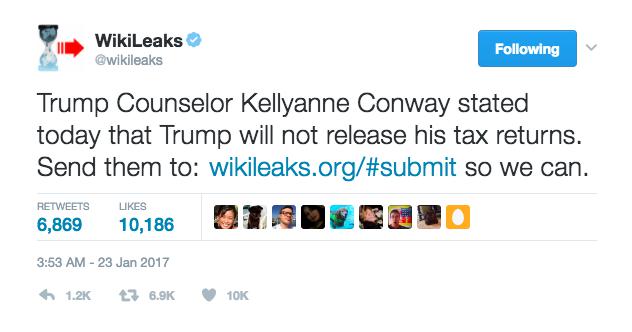 WikiLeaks
@wikileaks
Following
Trump Counselor Kellyanne Conway stated
today that Trump will not release his tax returns.
Send them to: wikileaks.org/#submit so we can.
RETWEETS LIKES
6,869 10,186
3:53 AM - 23 Jan 2017
1.2K 6.9K 10K